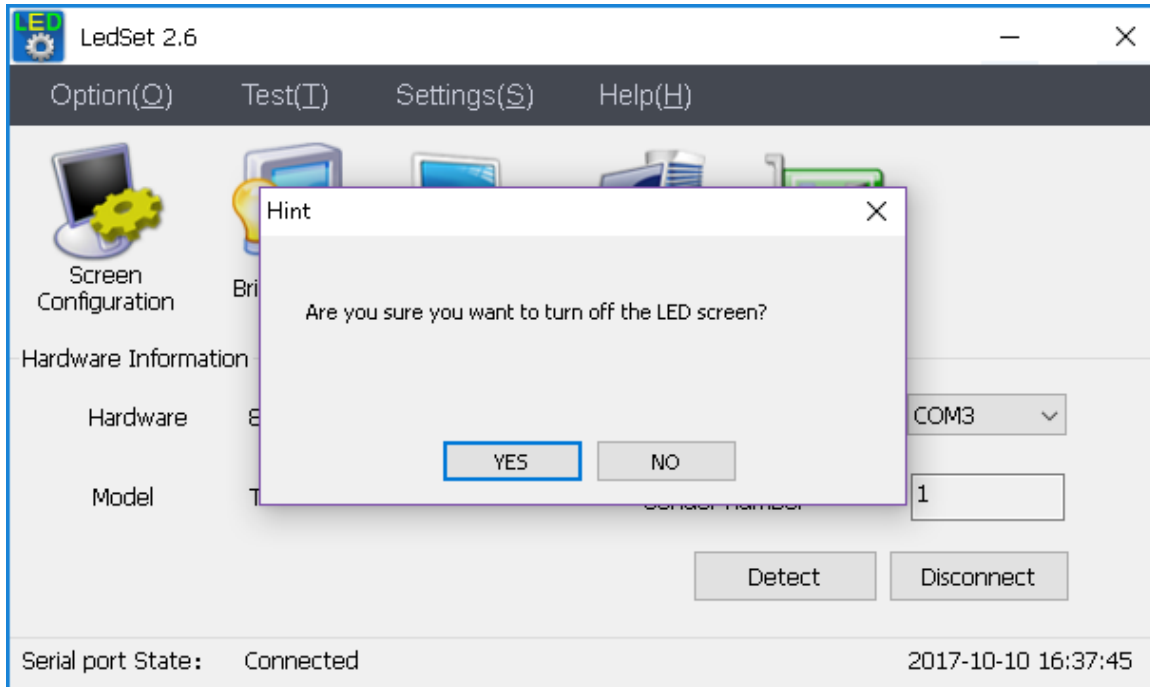 LED
LedSet 2.6
Option(O) Test(T) Settings(S) Help(H)
Hint
Screen
Configuration
Bri
Are you sure you want to turn off the LED screen?
Hardware Information
Hardware
COM3
YES NO
Model T 1
Detect Disconnect
Serial port State: Connected 2017-10-10 16:37:45